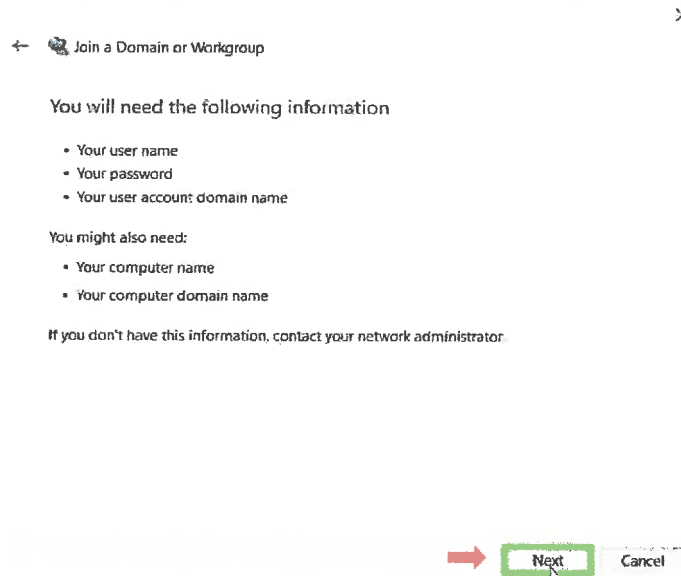 Join a Domain or Workgroup
You will need the following information
• Your user name
• Your password
• Your user account domain name
You might also need:
• Your computer name
• Your computer domain name
If you don't have this information, contact your network administrator.
Next
Cancel